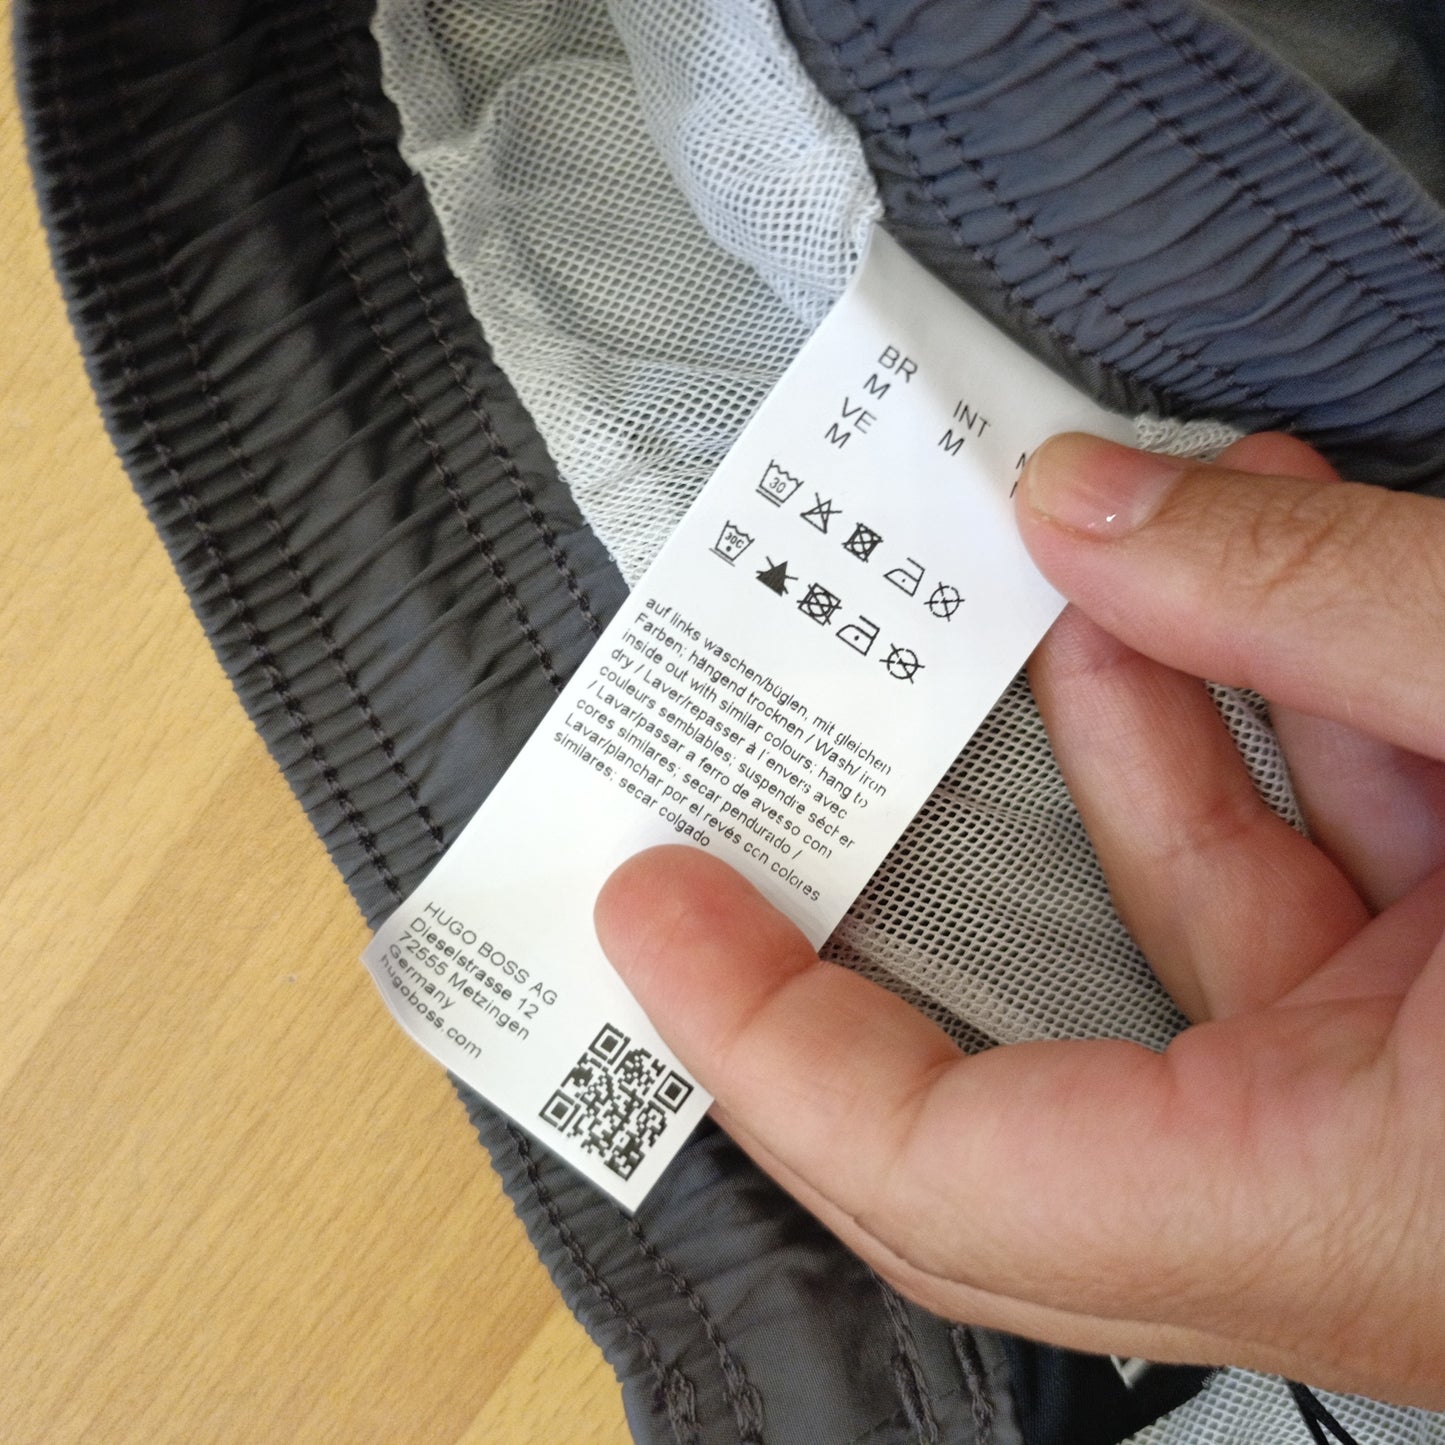 BR
M
VE
M
INT
M
30
30C
auf links waschen/bügeln, mit gleichen
Farben; hängend trocknen / Wash/ iron
inside out with similar colours; hang to
dry / Laver/repasser à l'envers avec
couleurs semblables; suspendre sécher
/ Lavar/passar a ferro de avesso com
cores similares; secar pendurado /
Lavar/planchar por el revés con colores
similares; secar colgado
HUGO BOSS AG
Dieselstrasse 12
72555 Metzingen
Germany
hugoboss.com